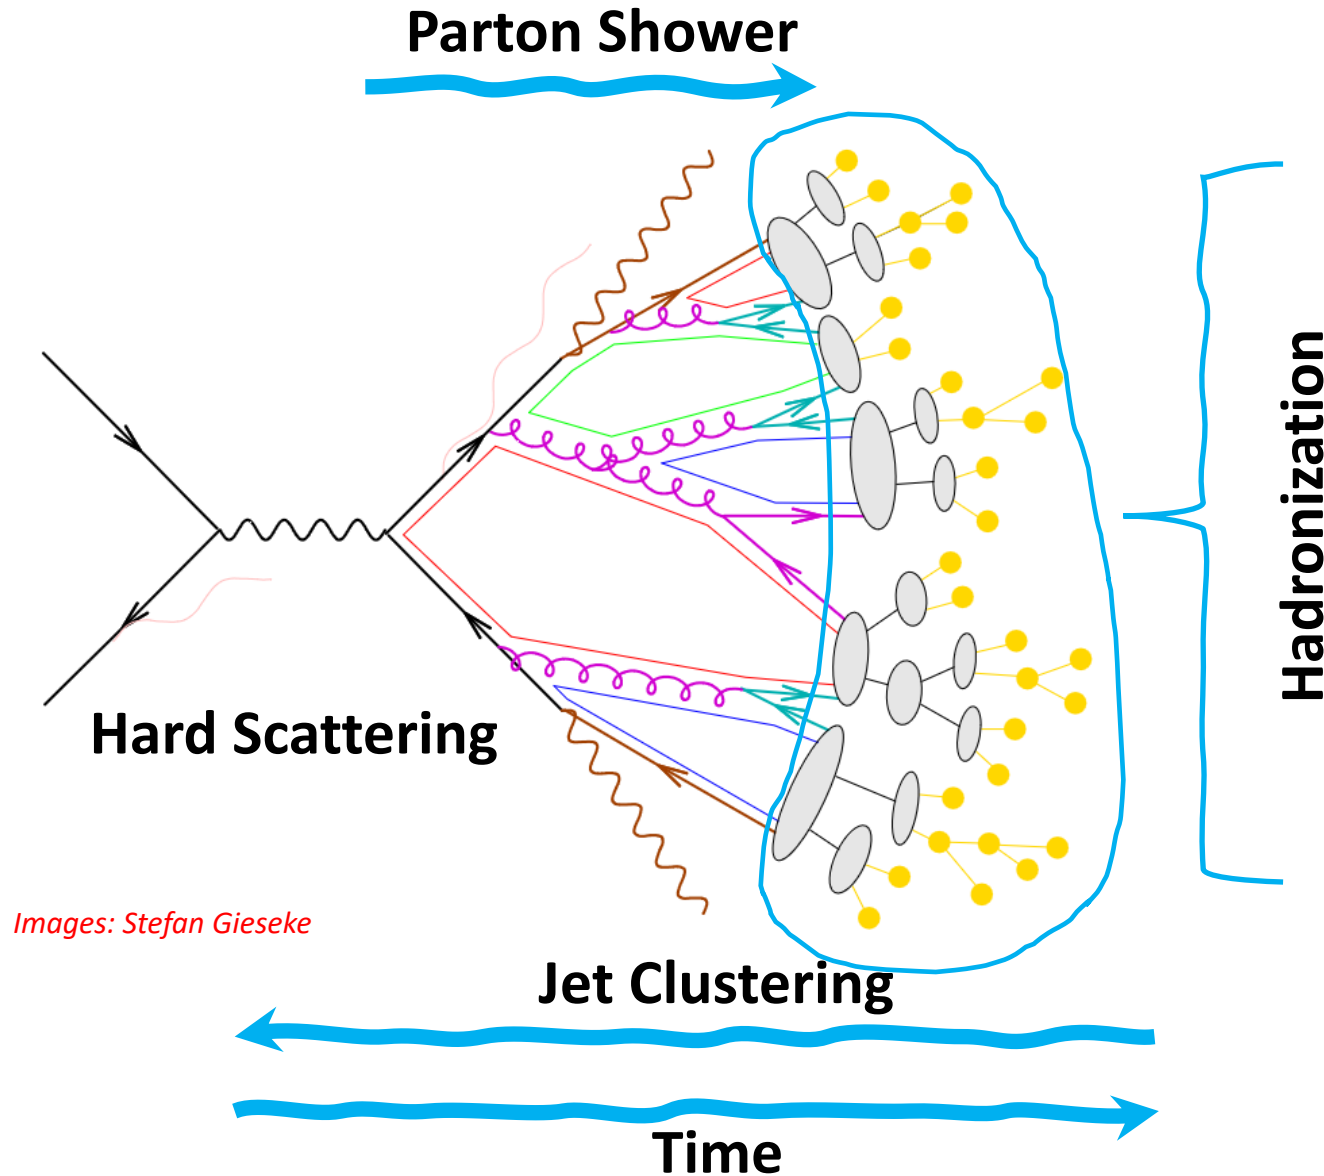 Parton Shower
Hadronization
Hard Scattering
Images: Stefan Gieseke
Jet Clustering
Time